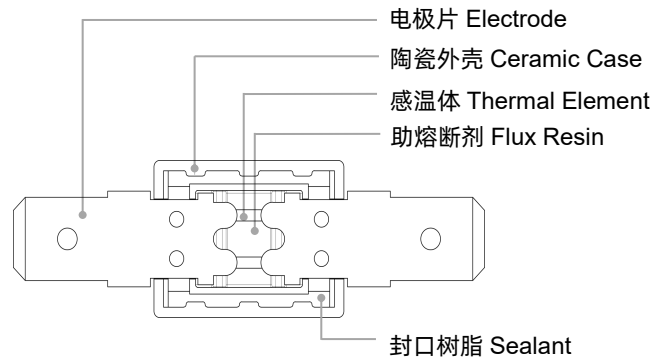 电极片 Electrode
陶瓷外壳 Ceramic Case
感温体 Thermal Element
助熔断剂 Flux Resin
封口树脂 Sealant